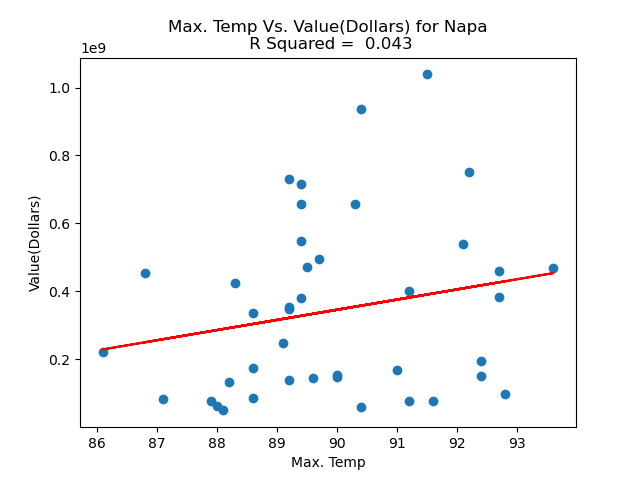 Max. Temp Vs. Value(Dollars) for Napa
R Squared =  0.043
1e9
1.0
0.8
0.6
0.4
0.2
Value(Dollars)
86 87 88 89 90 91 92 93
Max. Temp